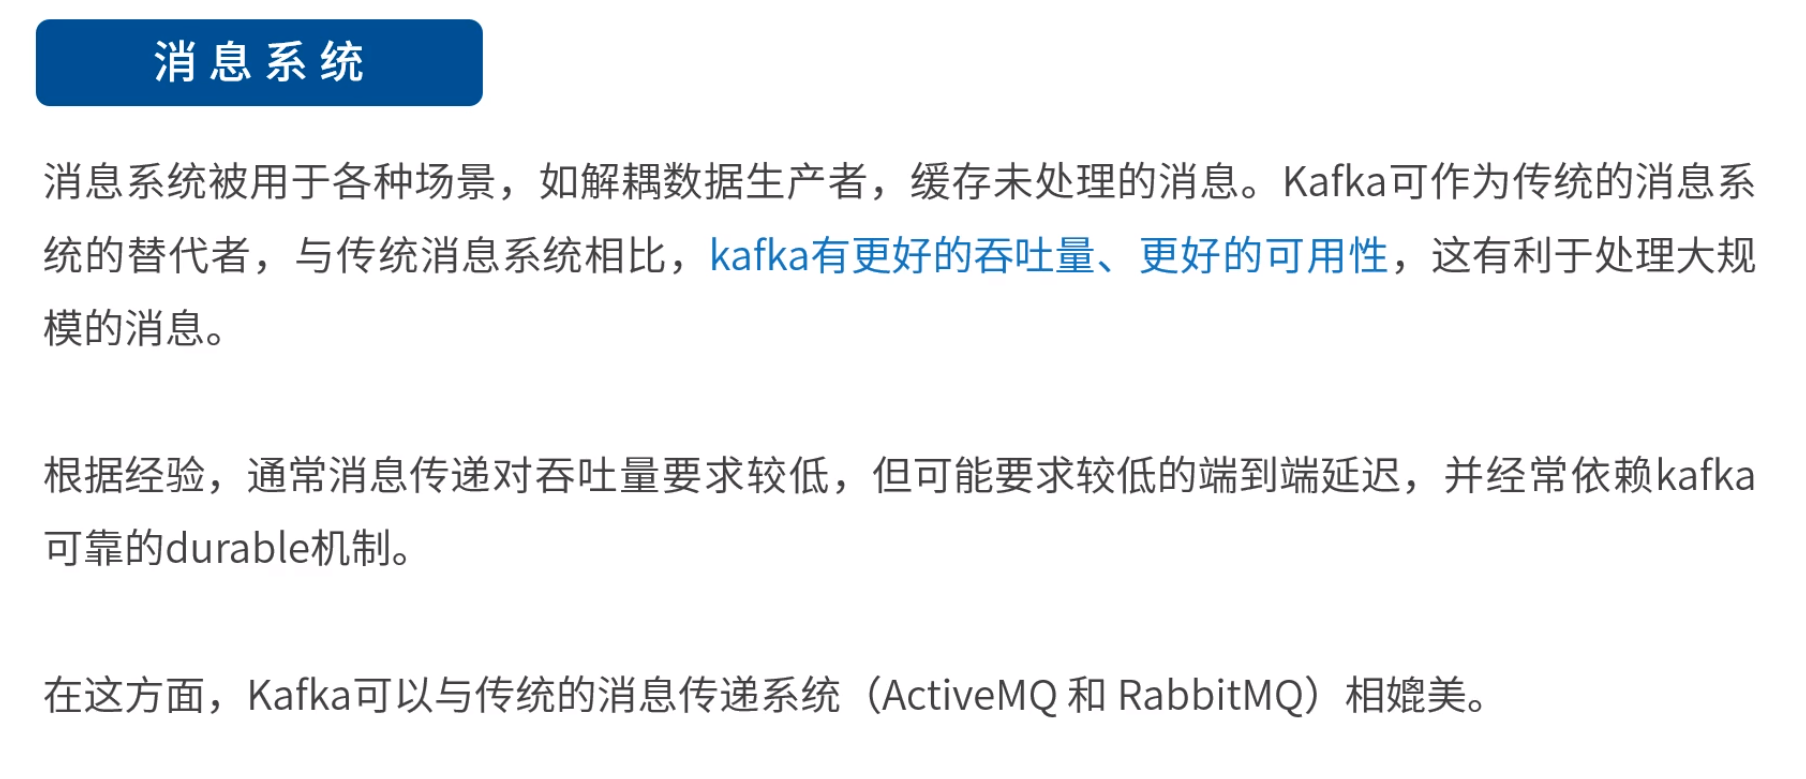 消息系统
消息系统被用于各种场景，如解耦数据生产者，缓存未处理的消息。Kafka可作为传统的消息系
统的替代者，与传统消息系统相比，kafka有更好的吞吐量、更好的可用性，这有利于处理大规
模的消息。
根据经验，通常消息传递对吞吐量要求较低，但可能要求较低的端到端延迟，并经常依赖kafka
可靠的durable机制。
在这方面，Kafka可以与传统的消息传递系统（ActiveMQ 和 RabbitMQ）相媲美。